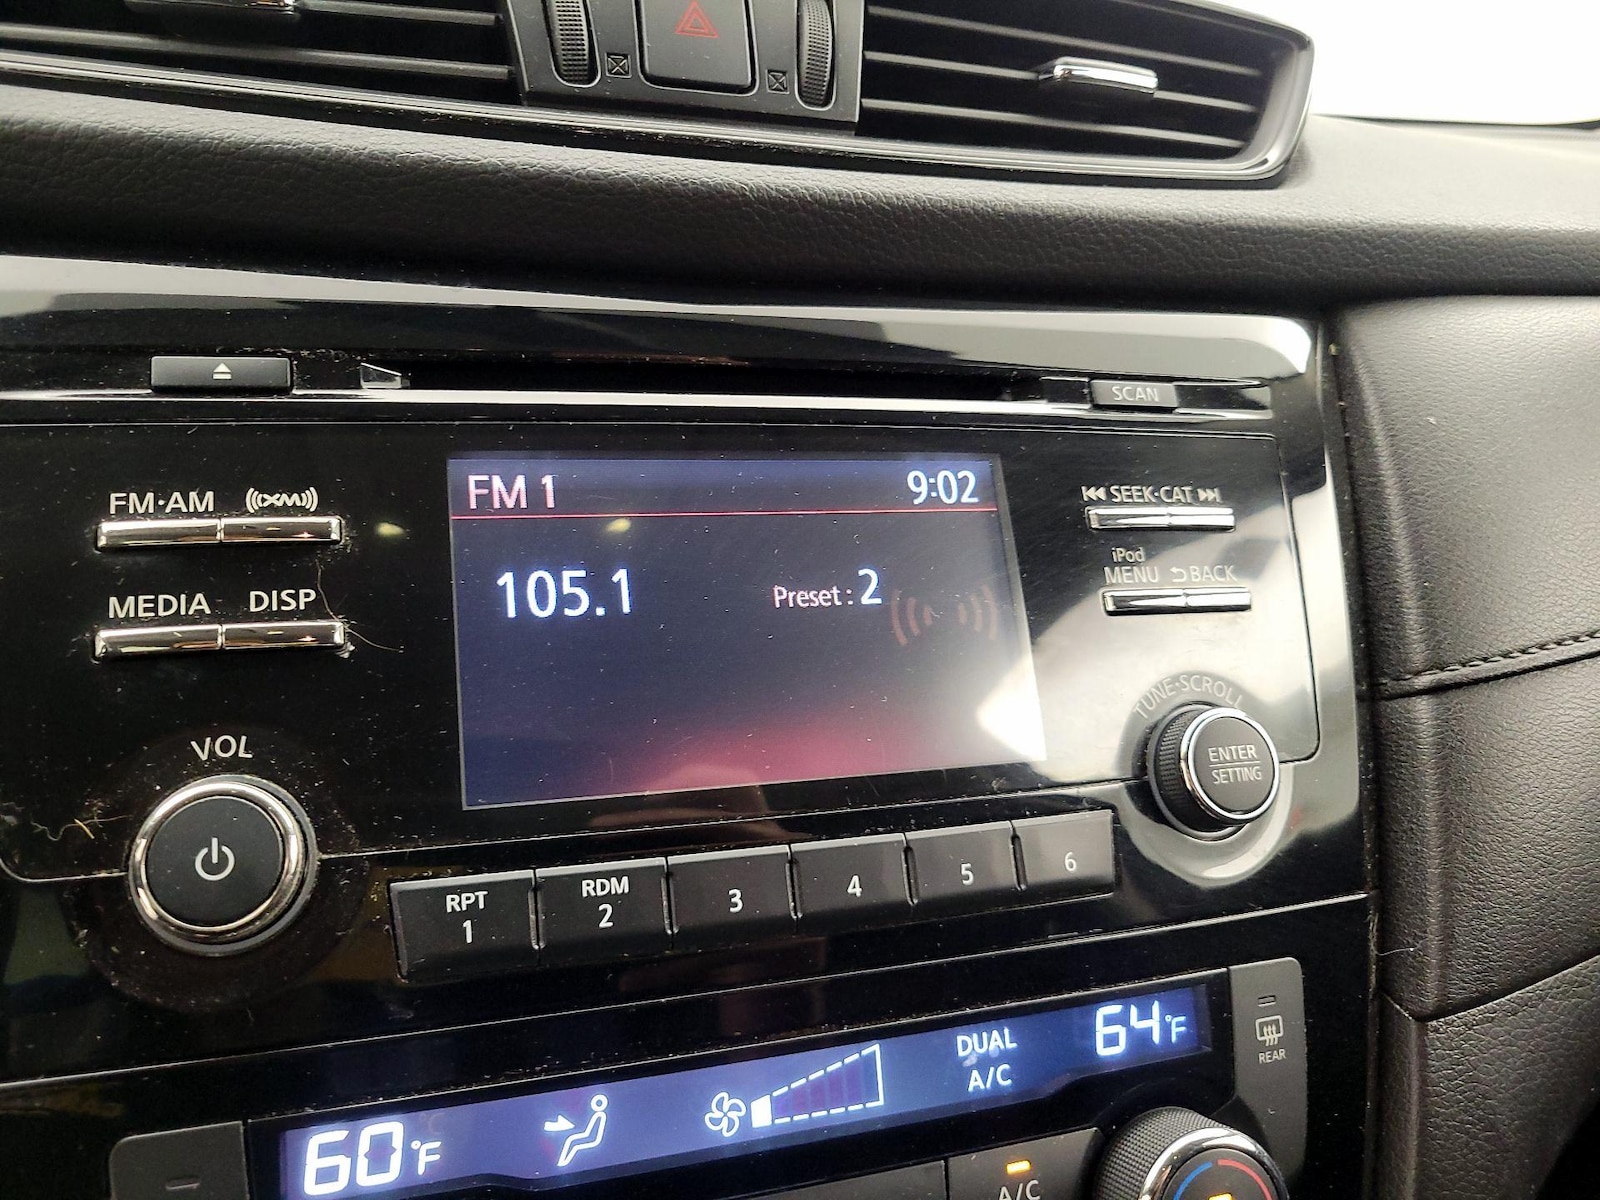 SCAN
FM·AM
XM
FM 1
9:02
SEEK·CAT
iPod
MENU
BACK
105.1
Preset : 2
MEDIA
DISP
TUNE·SCROLL
VOL
ENTER
SETTING
RPT
1
RDM
2
3
4
5
6
60°F
DUAL
A/C
64°F
REAR
A/C